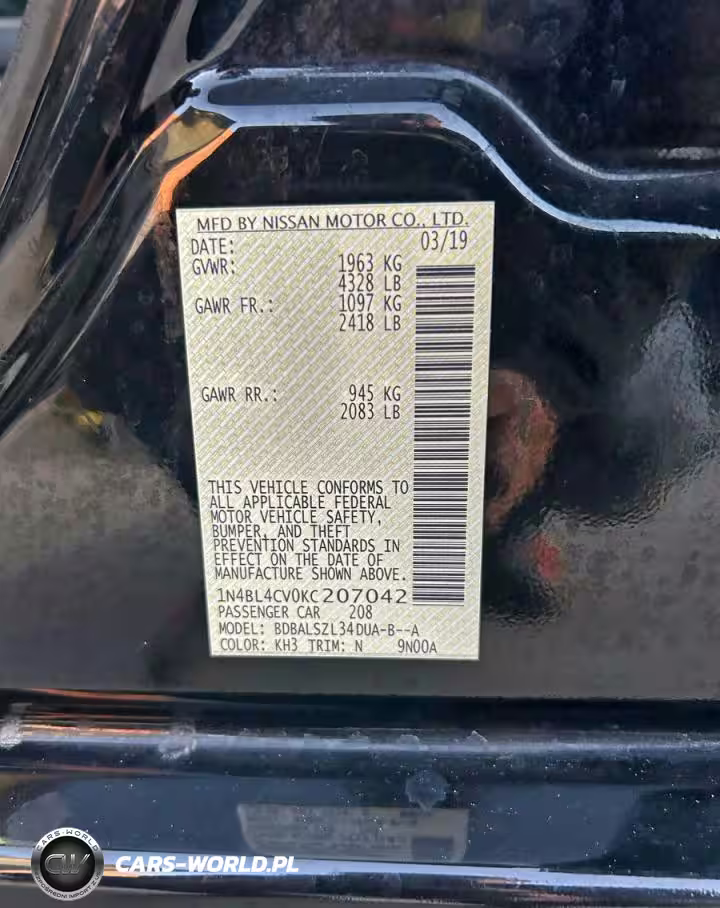 MFD BY NISSAN MOTOR CO., LTD.
DATE: 03/19
GVWR: 1963 KG
4328 LB
GAWR FR.: 1097 KG
2418 LB
GAWR RR.: 945 KG
2083 LB
THIS VEHICLE CONFORMS TO
ALL APPLICABLE FEDERAL
MOTOR VEHICLE SAFETY,
BUMPER, AND THEFT
PREVENTION STANDARDS IN
EFFECT ON THE DATE OF
MANUFACTURE SHOWN ABOVE.
1N4BL4CV0KC207042
PASSENGER CAR 208
MODEL: BDBALSZL34DUA-B--A
COLOR: KH3 TRIM: N 9N00A
CARS-WORLD
CW
CARS-WORLD.PL